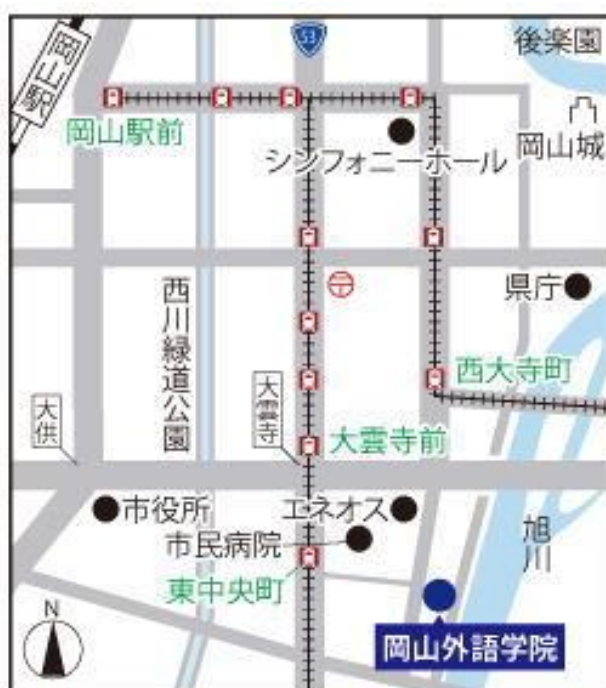 53
後楽園
岡山駅
岡山駅前
シンフォニーホール
岡山城
西川緑道公園
〒
県庁
西大寺町
大供
大雲寺
大雲寺前
市役所
エネオス
市民病院
旭川
東中央町
N
岡山外語学院